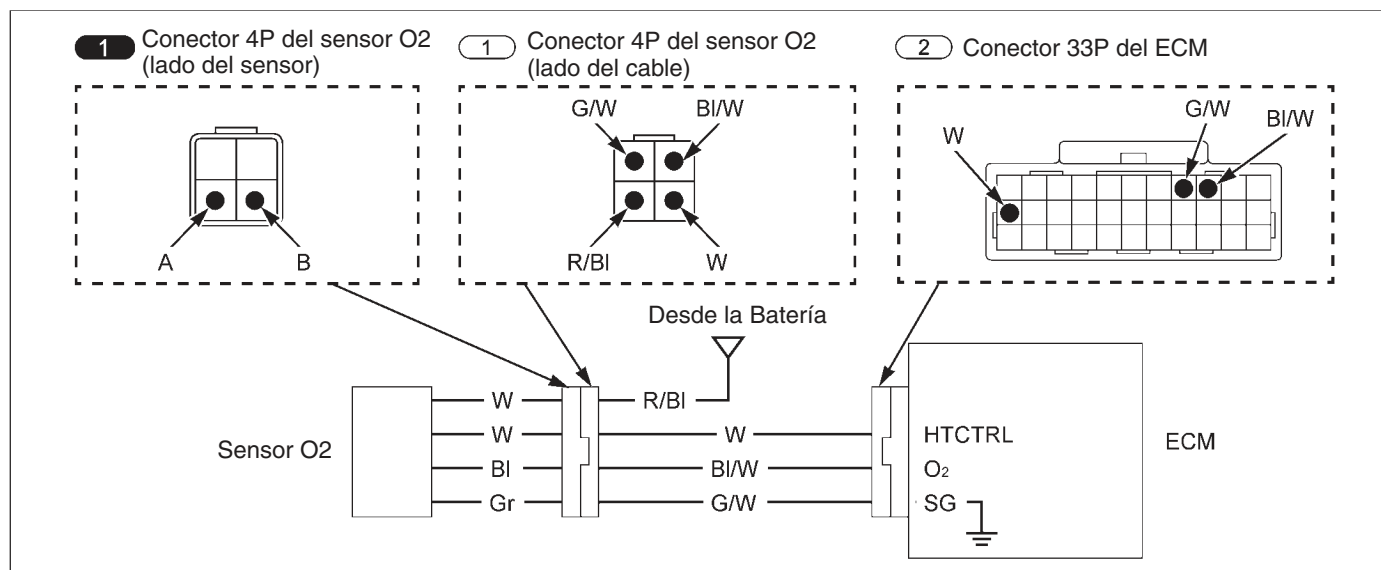 1 Conector 4P del sensor O2
(lado del sensor)
1 Conector 4P del sensor O2
(lado del cable)
2 Conector 33P del ECM
A B
G/W Bl/W
R/Bl W
W G/W Bl/W
Desde la Batería
Sensor O2
W R/Bl
W W HTCTRL
Bl Bl/W O2
Gr G/W SG
ECM